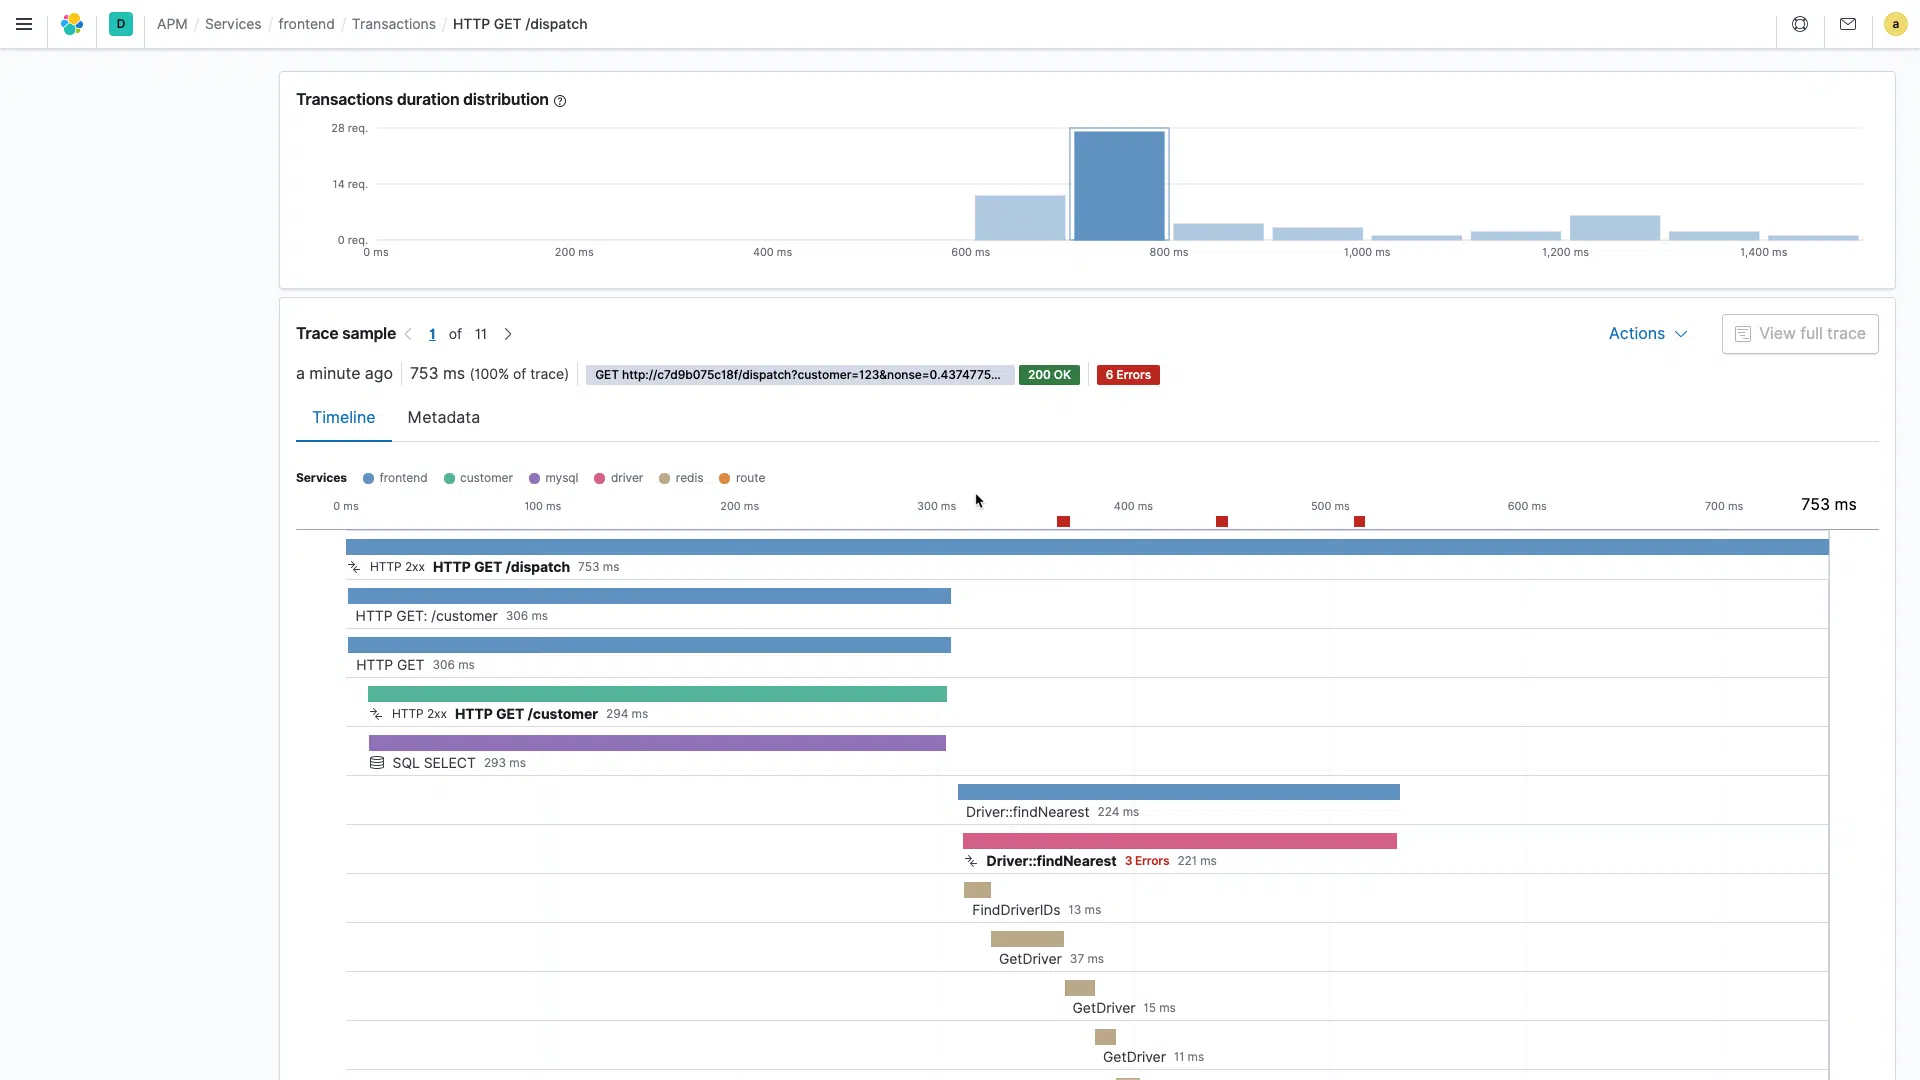 D APM / Services / frontend / Transactions / HTTP GET /dispatch a
Transactions duration distribution
28 req.
14 req.
0 req.
0 ms 200 ms 400 ms 600 ms 800 ms 1,000 ms 1,200 ms 1,400 ms
Trace sample 1 of 11 Actions View full trace
a minute ago 753 ms (100% of trace) GET http://c7d9b075c18f/dispatch?customer=123&nonse=0.4374775... 200 OK 6 Errors
Timeline Metadata
Services frontend customer mysql driver redis route
0 ms 100 ms 200 ms 300 ms 400 ms 500 ms 600 ms 700 ms 753 ms
HTTP 2xx HTTP GET /dispatch 753 ms
HTTP GET: /customer 306 ms
HTTP GET 306 ms
HTTP 2xx HTTP GET /customer 294 ms
SQL SELECT 293 ms
Driver::findNearest 224 ms
Driver::findNearest 3 Errors 221 ms
FindDriverIDs 13 ms
GetDriver 37 ms
GetDriver 15 ms
GetDriver 11 ms